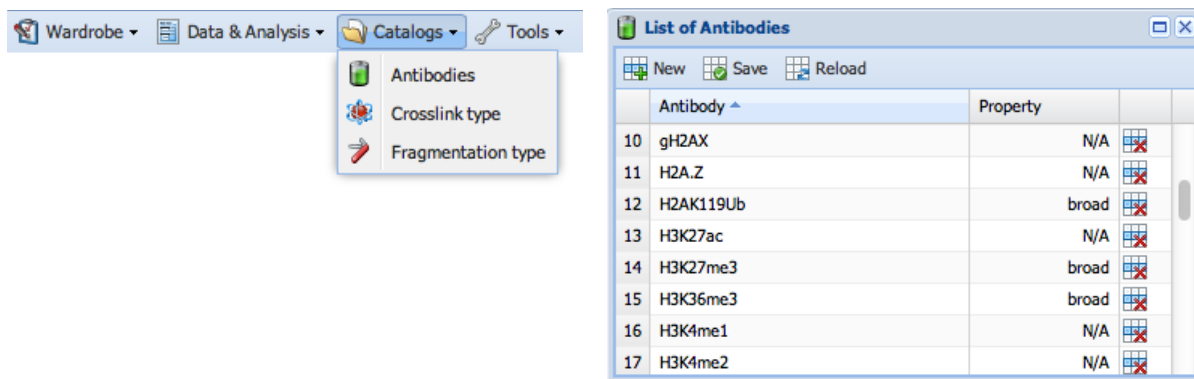 Wardrobe Data & Analysis Catalogs Tools
Antibodies
Crosslink type
Fragmentation type
List of Antibodies
New Save Reload
Antibody Property
10 gH2AX N/A
11 H2A.Z N/A
12 H2AK119Ub broad
13 H3K27ac N/A
14 H3K27me3 broad
15 H3K36me3 broad
16 H3K4me1 N/A
17 H3K4me2 N/A